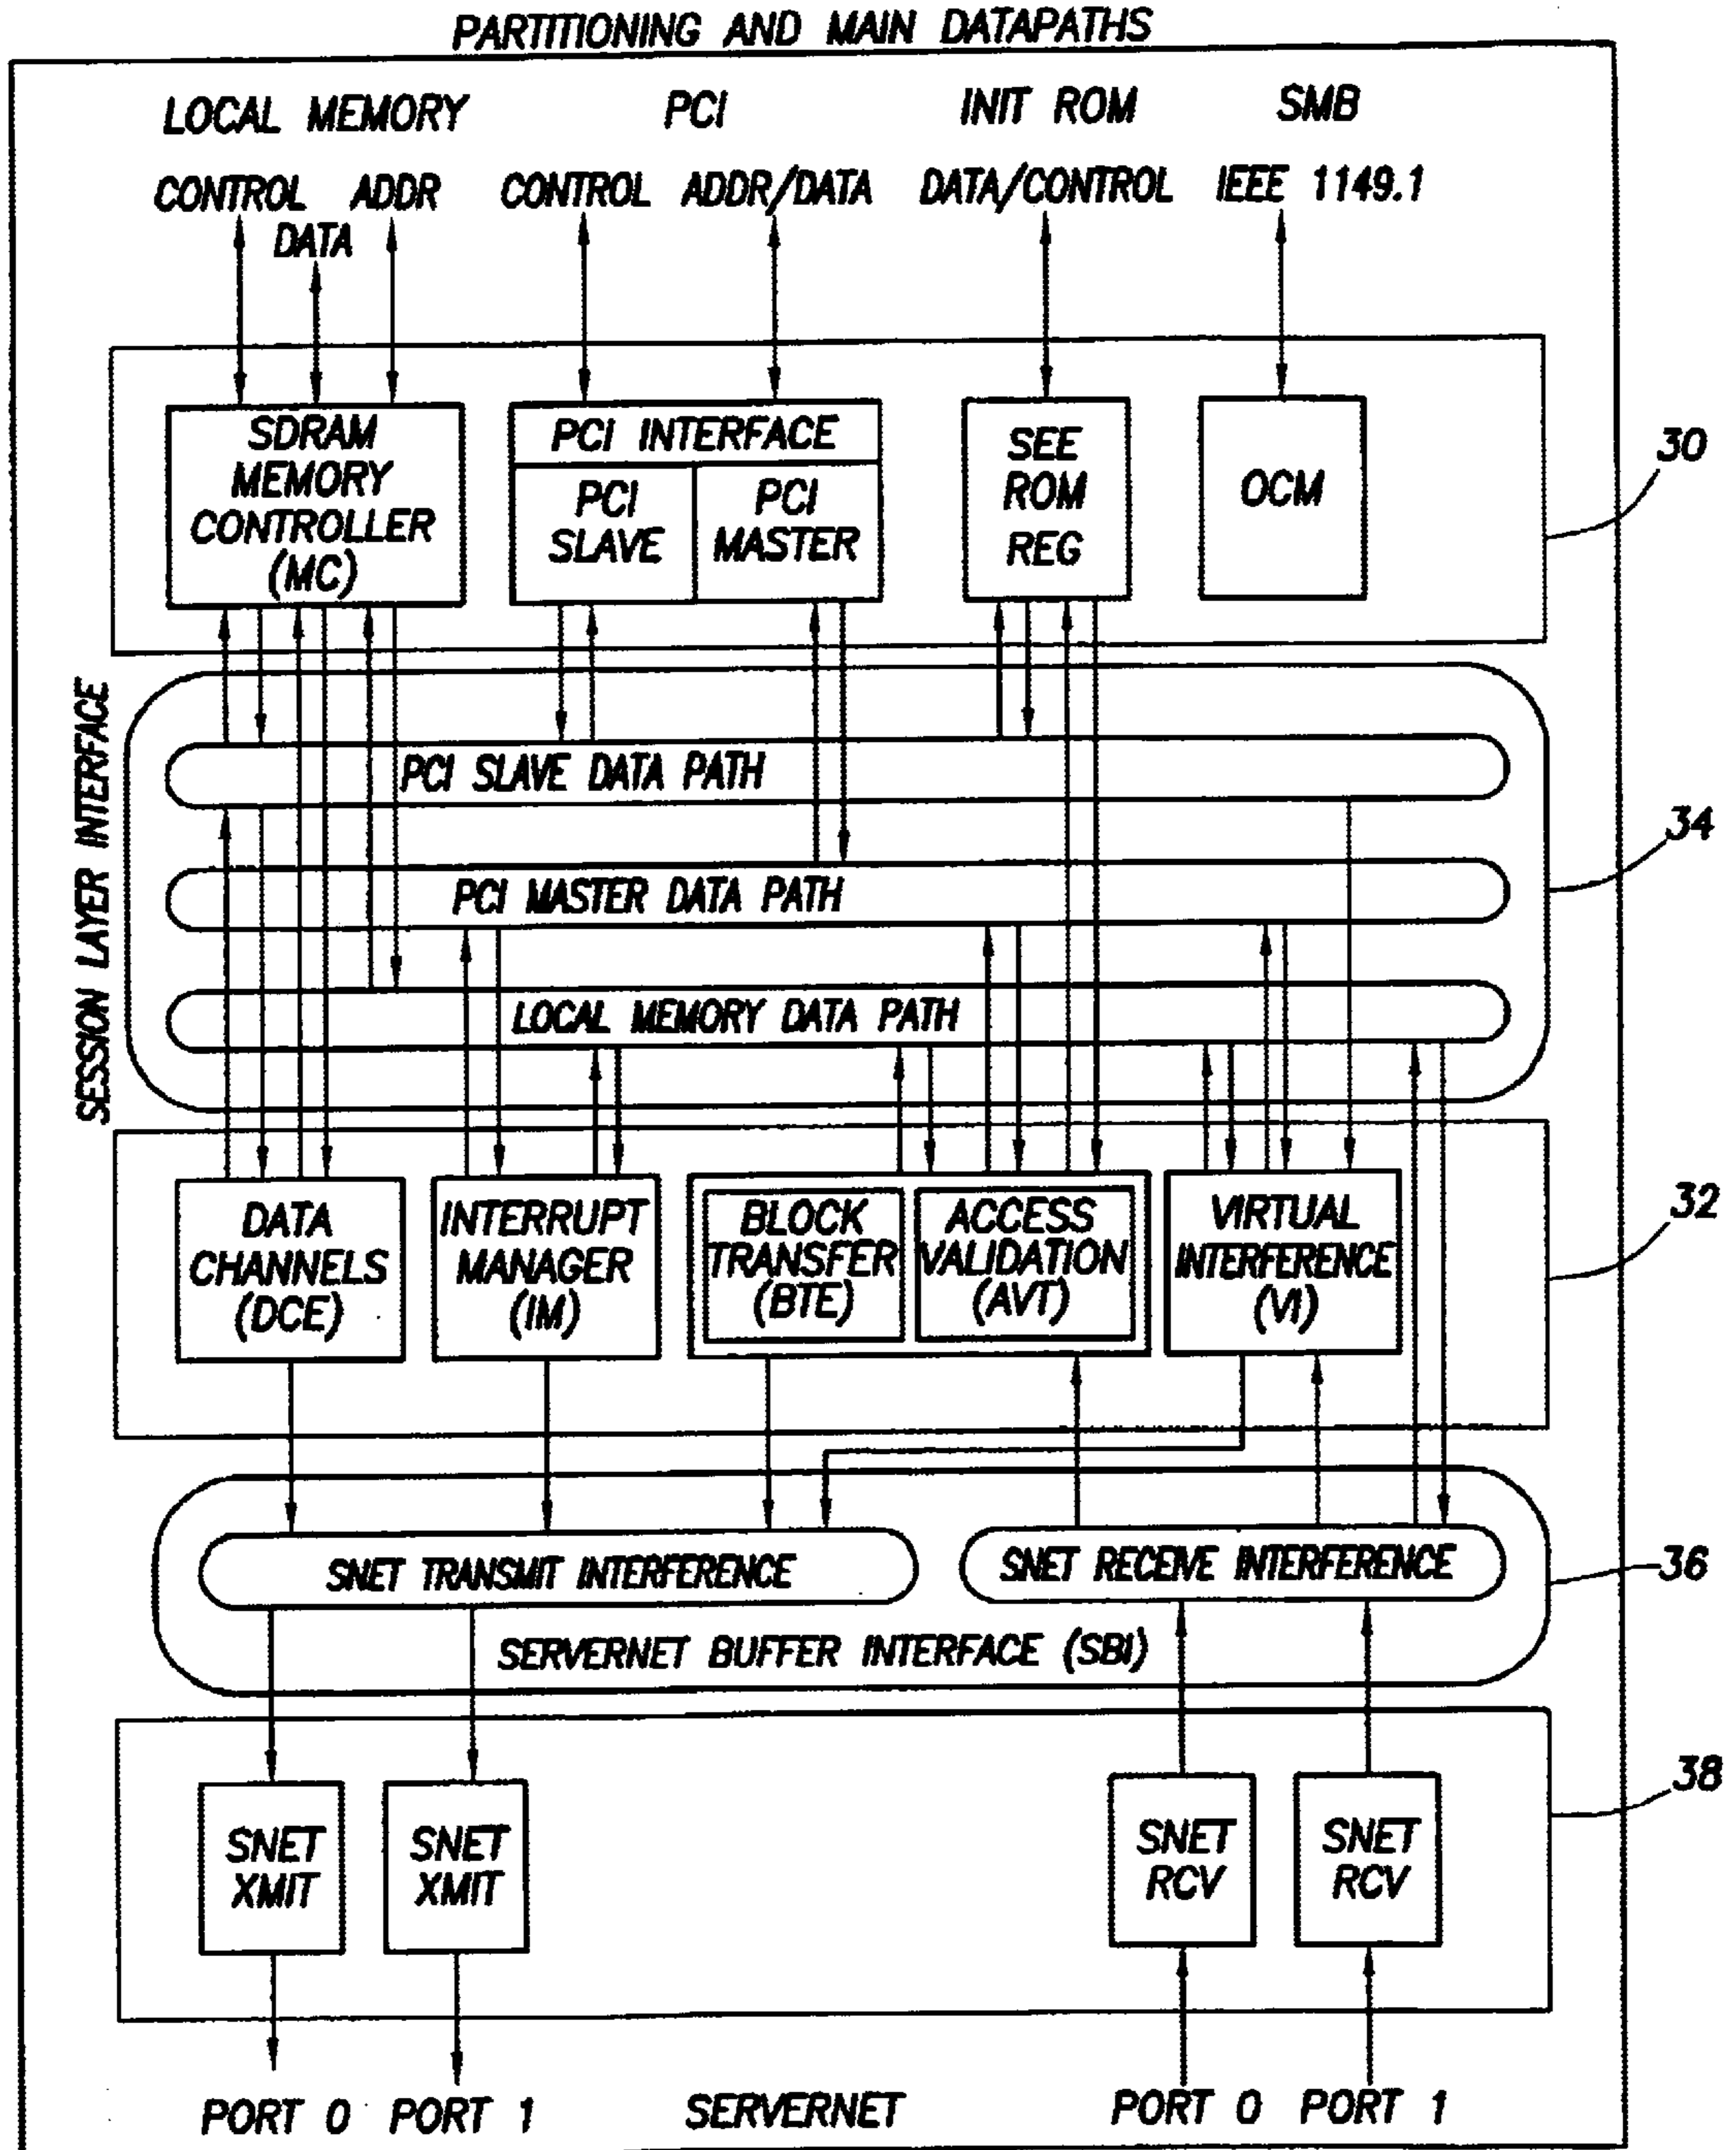 PARTITIONING AND MAIN DATAPATHS
LOCAL MEMORY
PCI
INIT ROM
SMB
CONTROL
ADDR
DATA
CONTROL
ADDR/DATA
DATA/CONTROL
IEEE 1149.1
SDRAM
MEMORY
CONTROLLER
(MC)
PCI INTERFACE
PCI
SLAVE
PCI
MASTER
SEE
ROM
REG
OCM
30
SESSION LAYER INTERFACE
PCI SLAVE DATA PATH
PCI MASTER DATA PATH
LOCAL MEMORY DATA PATH
34
DATA
CHANNELS
(DCE)
INTERRUPT
MANAGER
(IM)
BLOCK
TRANSFER
(BTE)
ACCESS
VALIDATION
(AVT)
VIRTUAL
INTERFERENCE
(VI)
32
SNET TRANSMIT INTERFERENCE
SNET RECEIVE INTERFERENCE
SERVERNET BUFFER INTERFACE (SBI)
36
SNET
XMIT
SNET
XMIT
SNET
RCV
SNET
RCV
38
PORT 0
PORT 1
SERVERNET
PORT 0
PORT 1